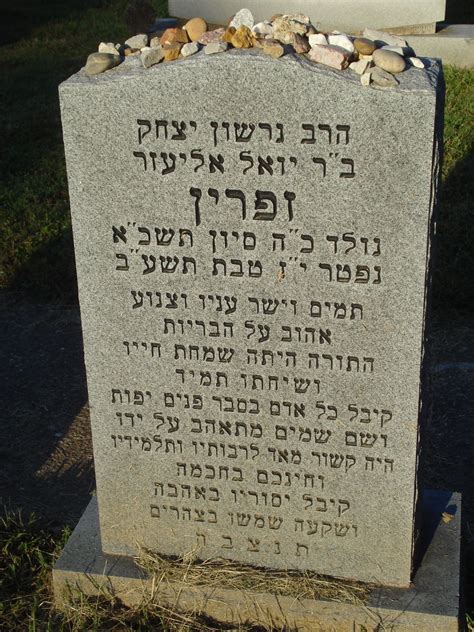 הרב גרשון יצחק
ב״ר יואל אליעזר
זפרין
נולד כ״ה סיון תשכ״א
נפטר י״ז טבת תשע״ב
תמים וישר עניו וצנוע
אהוב על הבריות
התורה היתה שמחת חייו
ושיחתו תמיד
קיבל כל אדם בסבר פנים יפות
ושם שמים מתאהב על ידו
היה קשור מאד לרבותיו ותלמידיו
וחינכם בחכמה
קיבל יסוריו באהבה
ושקעה שמשו בצהרים
תנצבה